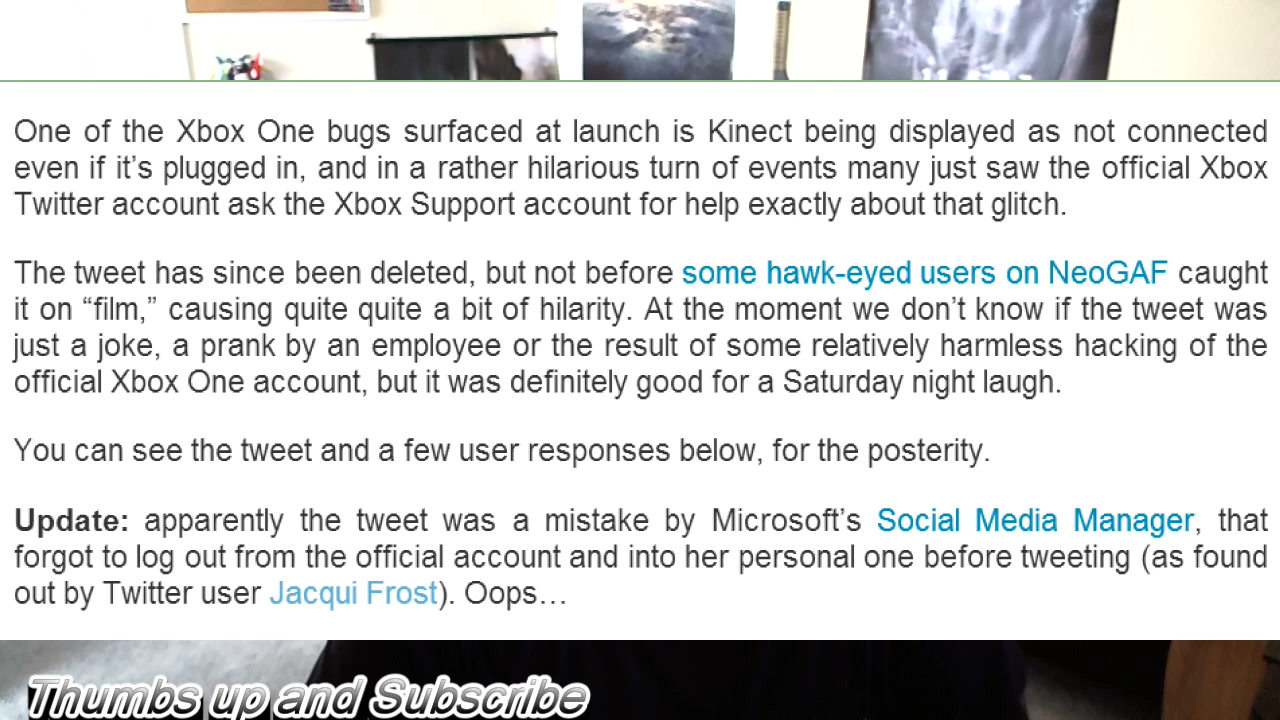 One of the Xbox One bugs surfaced at launch is Kinect being displayed as not connected
even if it’s plugged in, and in a rather hilarious turn of events many just saw the official Xbox
Twitter account ask the Xbox Support account for help exactly about that glitch.
The tweet has since been deleted, but not before some hawk-eyed users on NeoGAF caught
it on “film,” causing quite quite a bit of hilarity. At the moment we don’t know if the tweet was
just a joke, a prank by an employee or the result of some relatively harmless hacking of the
official Xbox One account, but it was definitely good for a Saturday night laugh.
You can see the tweet and a few user responses below, for the posterity.
Update: apparently the tweet was a mistake by Microsoft’s Social Media Manager, that
forgot to log out from the official account and into her personal one before tweeting (as found
out by Twitter user Jacqui Frost). Oops…
Thumbs up and Subscribe